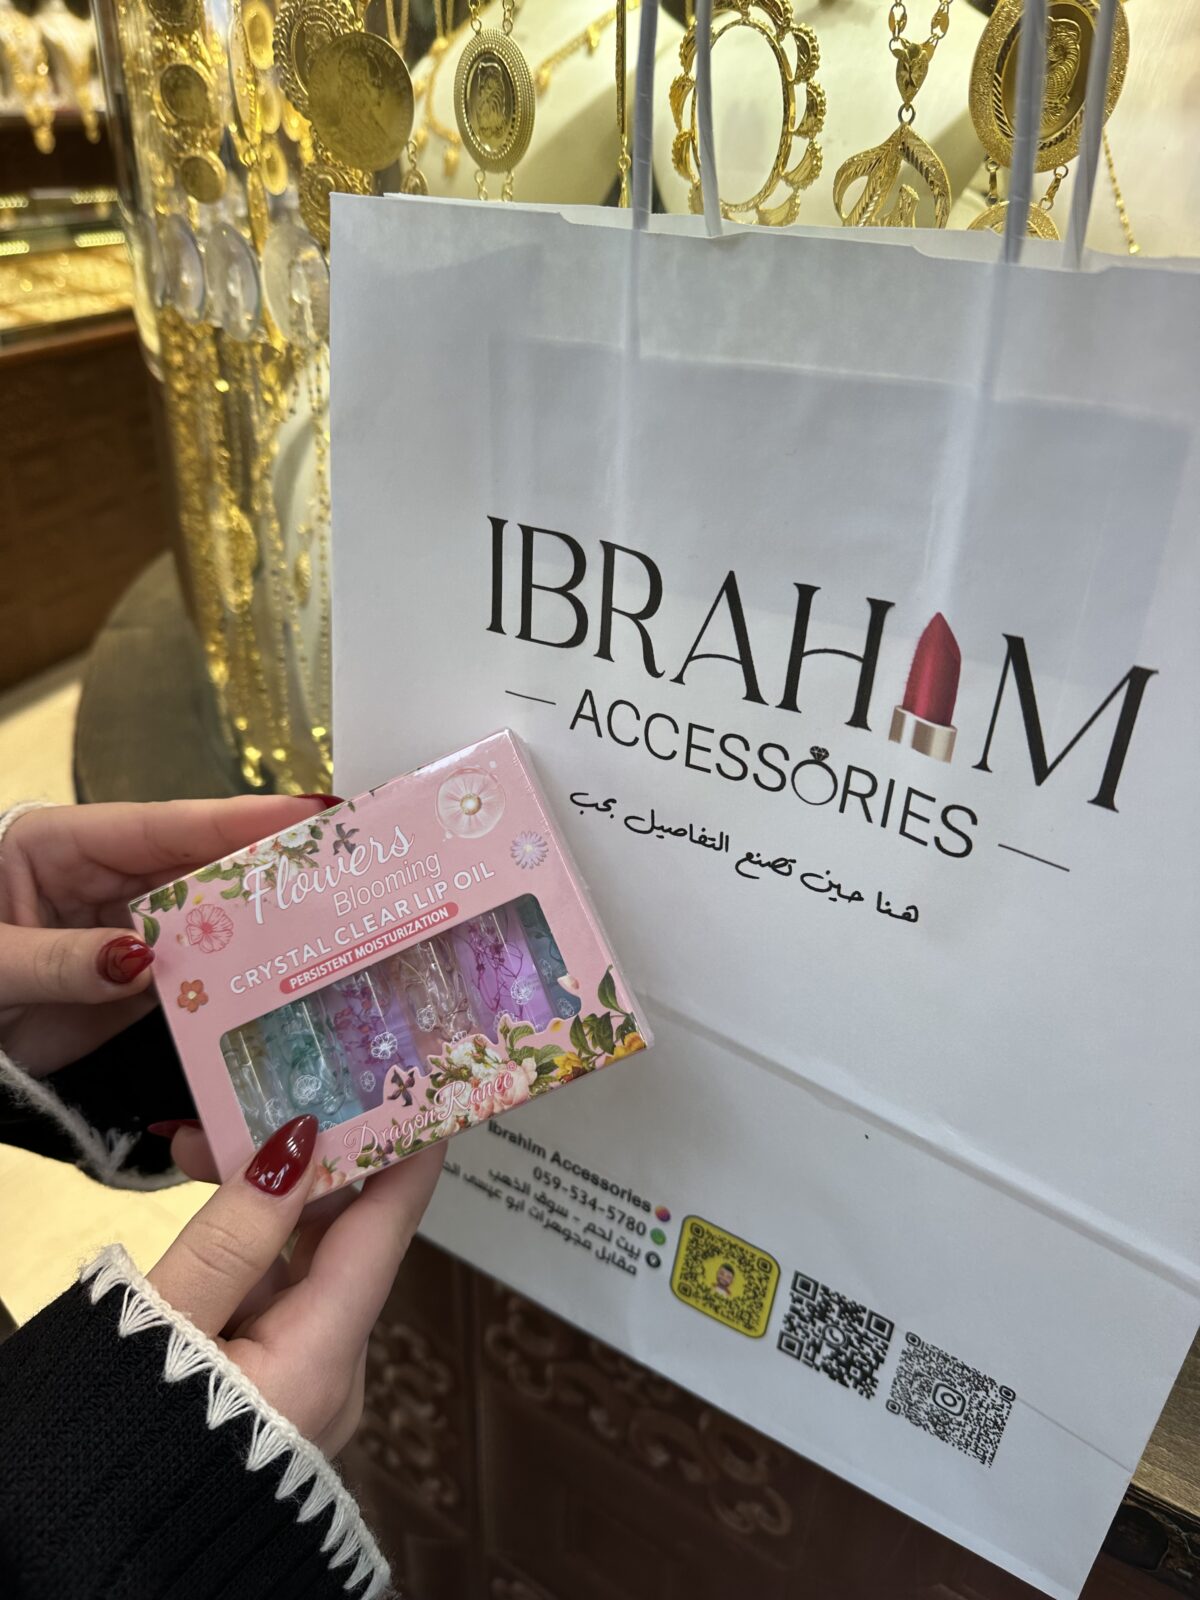 IBRAHIM
ACCESSORIES
هنا حين تصنع التفاصيل بحب
Flowers
Blooming
CRYSTAL CLEAR LIP OIL
PERSISTENT MOISTURIZATION
DragonRanee®
Ibrahim Accessories
059-534-5780
بيت لحم - سوق الذهب
مقابل مجوهرات ابو عيسى